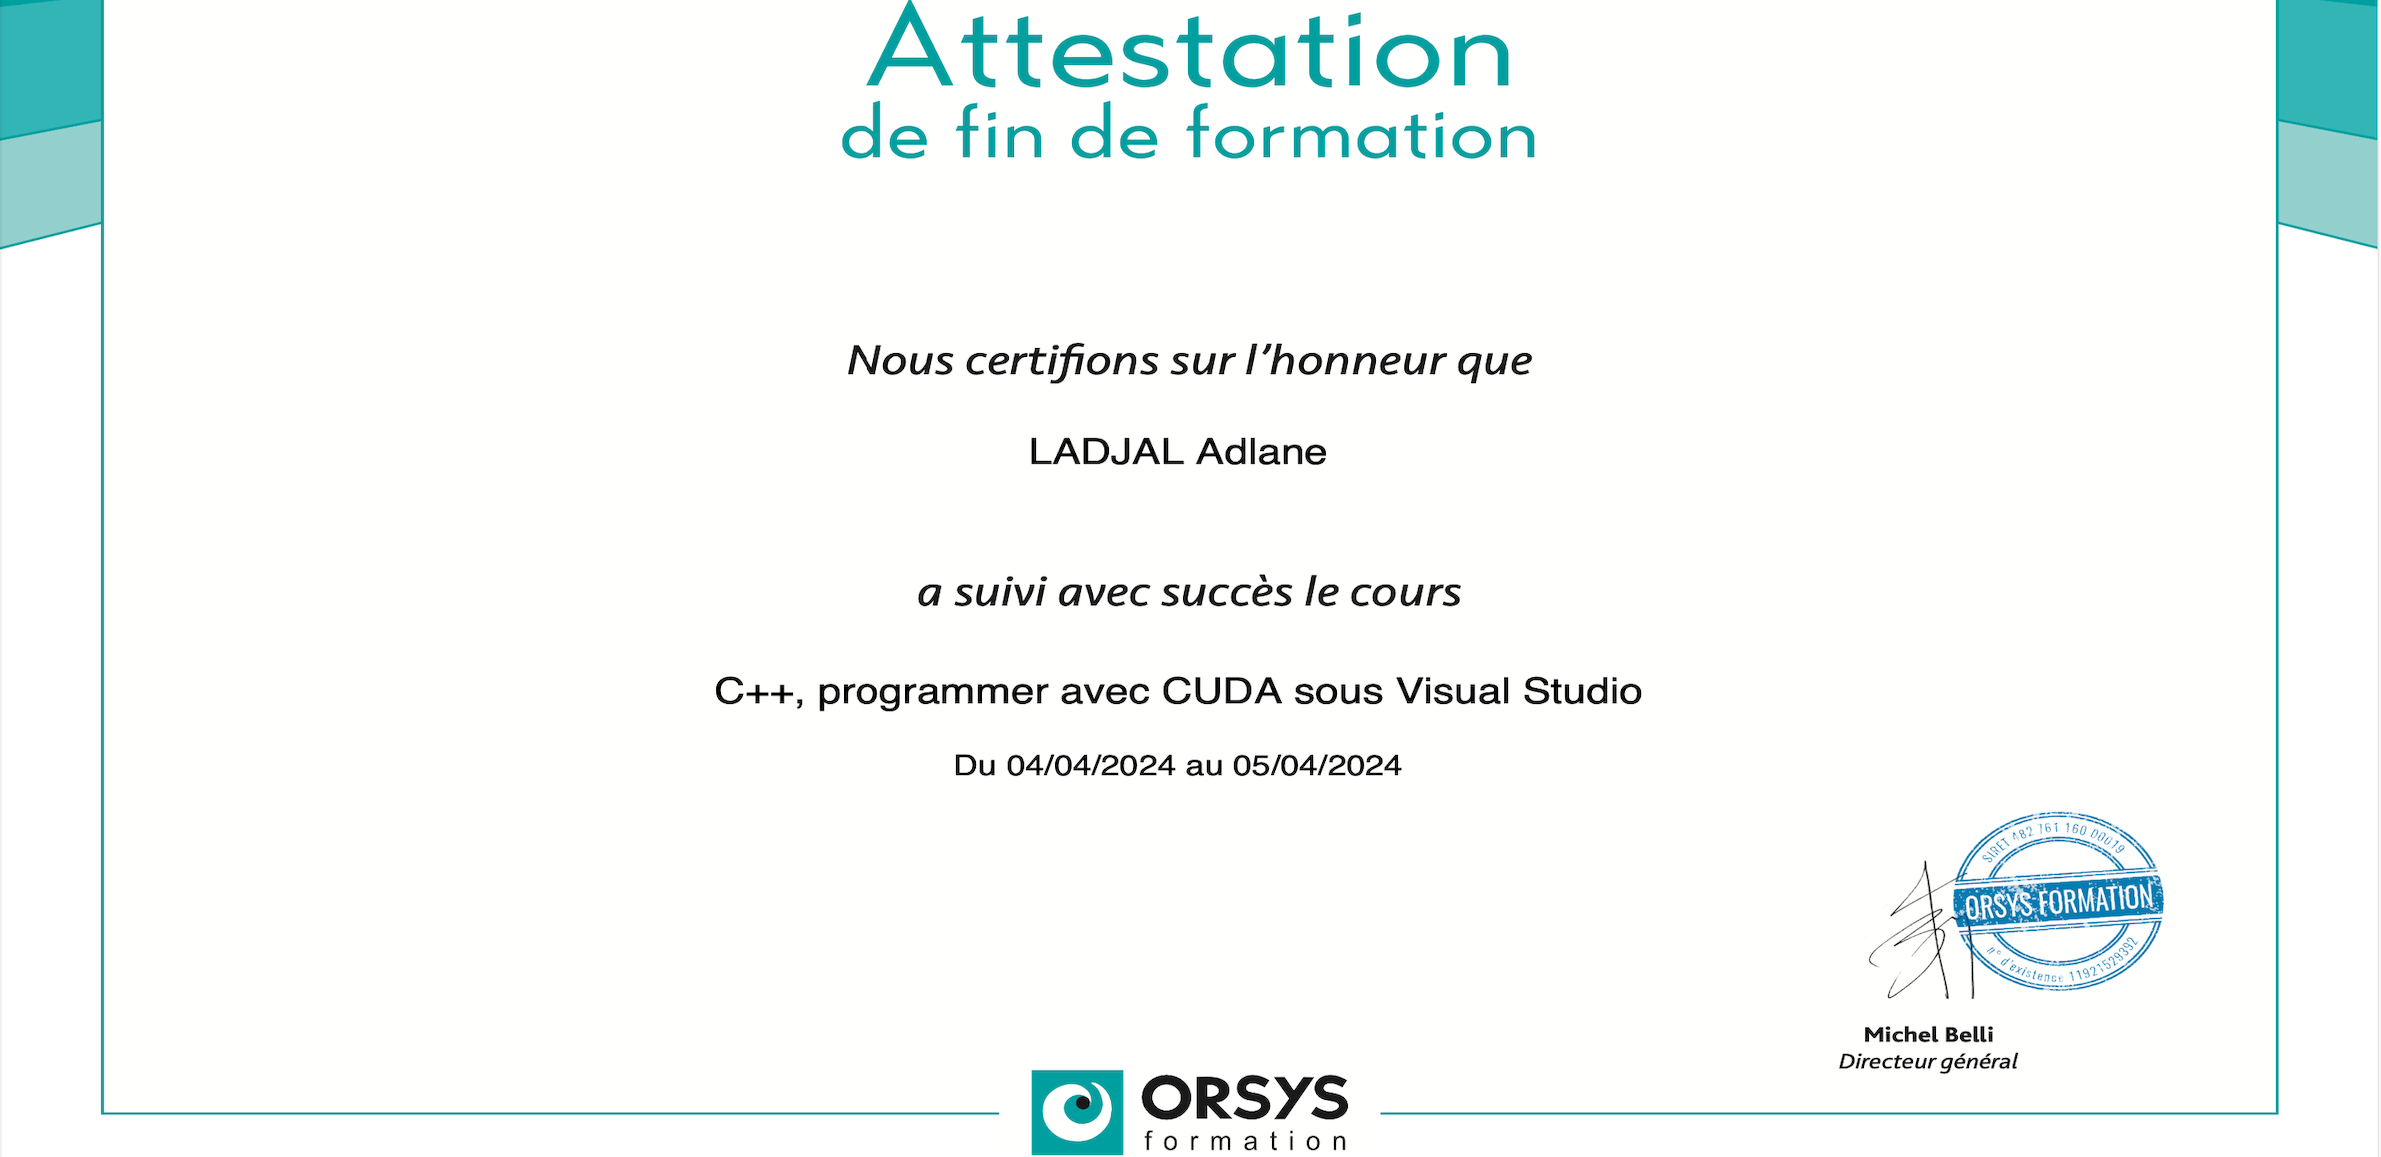 Attestation
de fin de formation
Nous certifions sur l'honneur que
LADJAL Adlane
a suivi avec succès le cours
C++, programmer avec CUDA sous Visual Studio
Du 04/04/2024 au 05/04/2024
SIRET 482 761 160 00019
ORSYS FORMATION
n° d'existence 11921529392
Michel Belli
Directeur général
ORSYS
formation